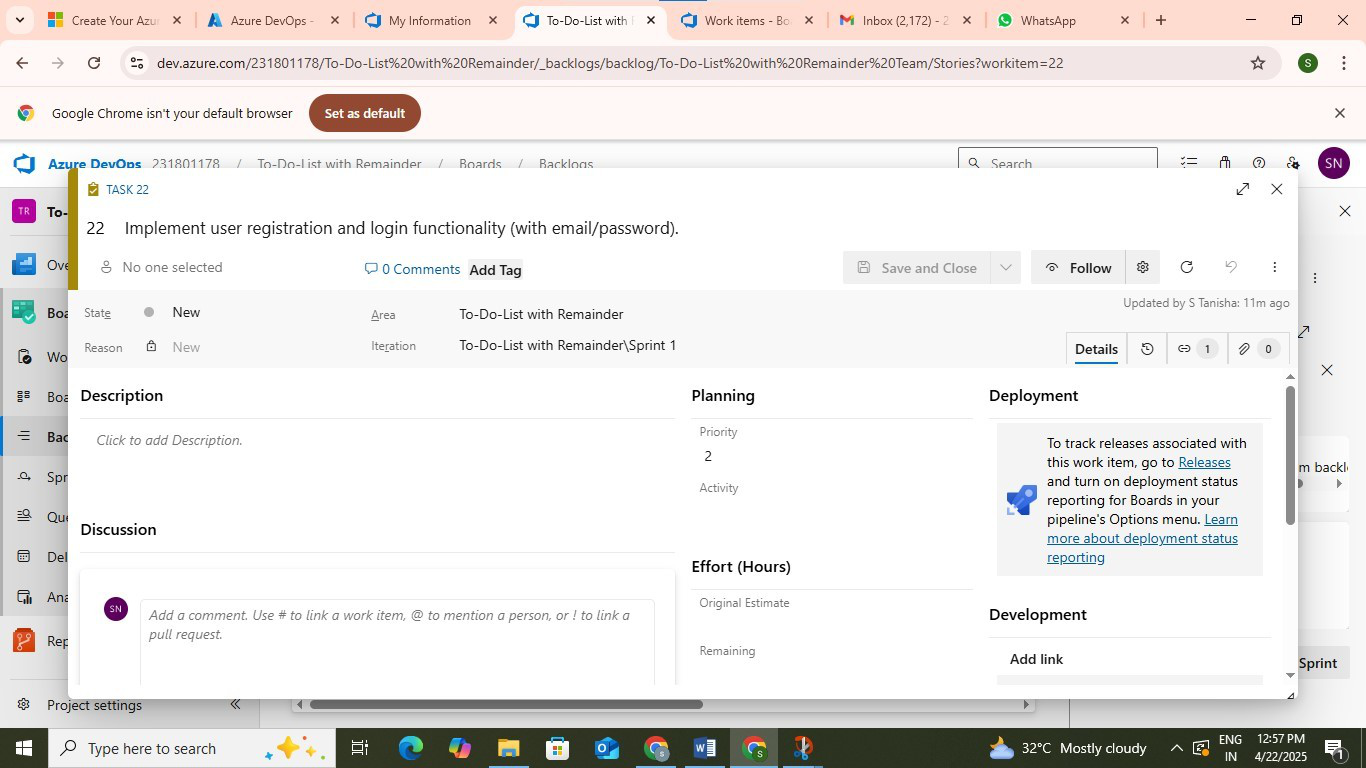 Create Your Azur
Azure DevOps -
My Information
To-Do-List with F
Work items - Bo
Inbox (2,172) - 2
WhatsApp
dev.azure.com/231801178/To-Do-List%20with%20Remainder/_backlogs/backlog/To-Do-List%20with%20Remainder%20Team/Stories?workitem=22
S
Google Chrome isn't your default browser
Set as default
Azure DevOps 231801178 / To-Do-List with Remainder / Boards / Backlogs
Search
SN
TR To-
Ove
Boa
Wo
Boa
Bac
Spr
Que
Del
Ana
Rep
Project settings
TASK 22
22 Implement user registration and login functionality (with email/password).
No one selected
0 Comments
Add Tag
Save and Close
Follow
Updated by S Tanisha: 11m ago
State New
Area To-Do-List with Remainder
Reason New
Iteration To-Do-List with Remainder\Sprint 1
Details
1
0
Description
Click to add Description.
Discussion
SN
Add a comment. Use # to link a work item, @ to mention a person, or ! to link a
pull request.
Planning
Priority
2
Activity
Effort (Hours)
Original Estimate
Remaining
Deployment
To track releases associated with
this work item, go to Releases
and turn on deployment status
reporting for Boards in your
pipeline's Options menu. Learn
more about deployment status
reporting
Development
Add link
m backl
Sprint
Type here to search
32°C Mostly cloudy
ENG
IN
12:57 PM
4/22/2025
1